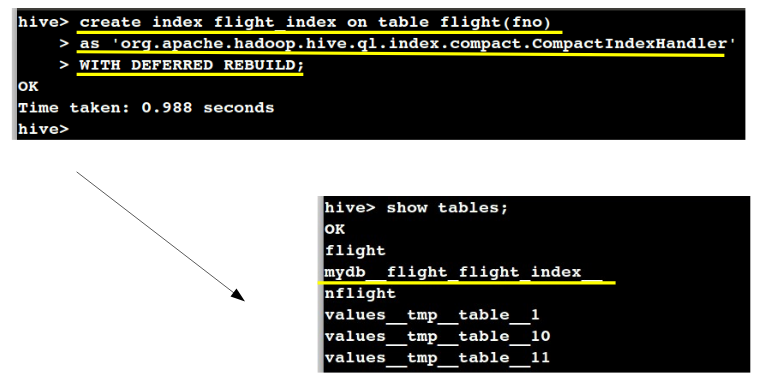 hive> create index flight_index on table flight(fno)
> as 'org.apache.hadoop.hive.ql.index.compact.CompactIndexHandler'
> WITH DEFERRED REBUILD;
OK
Time taken: 0.988 seconds
hive>
hive> show tables;
OK
flight
mydb__flight_flight_index__
nflight
values__tmp__table__1
values__tmp__table__10
values__tmp__table__11